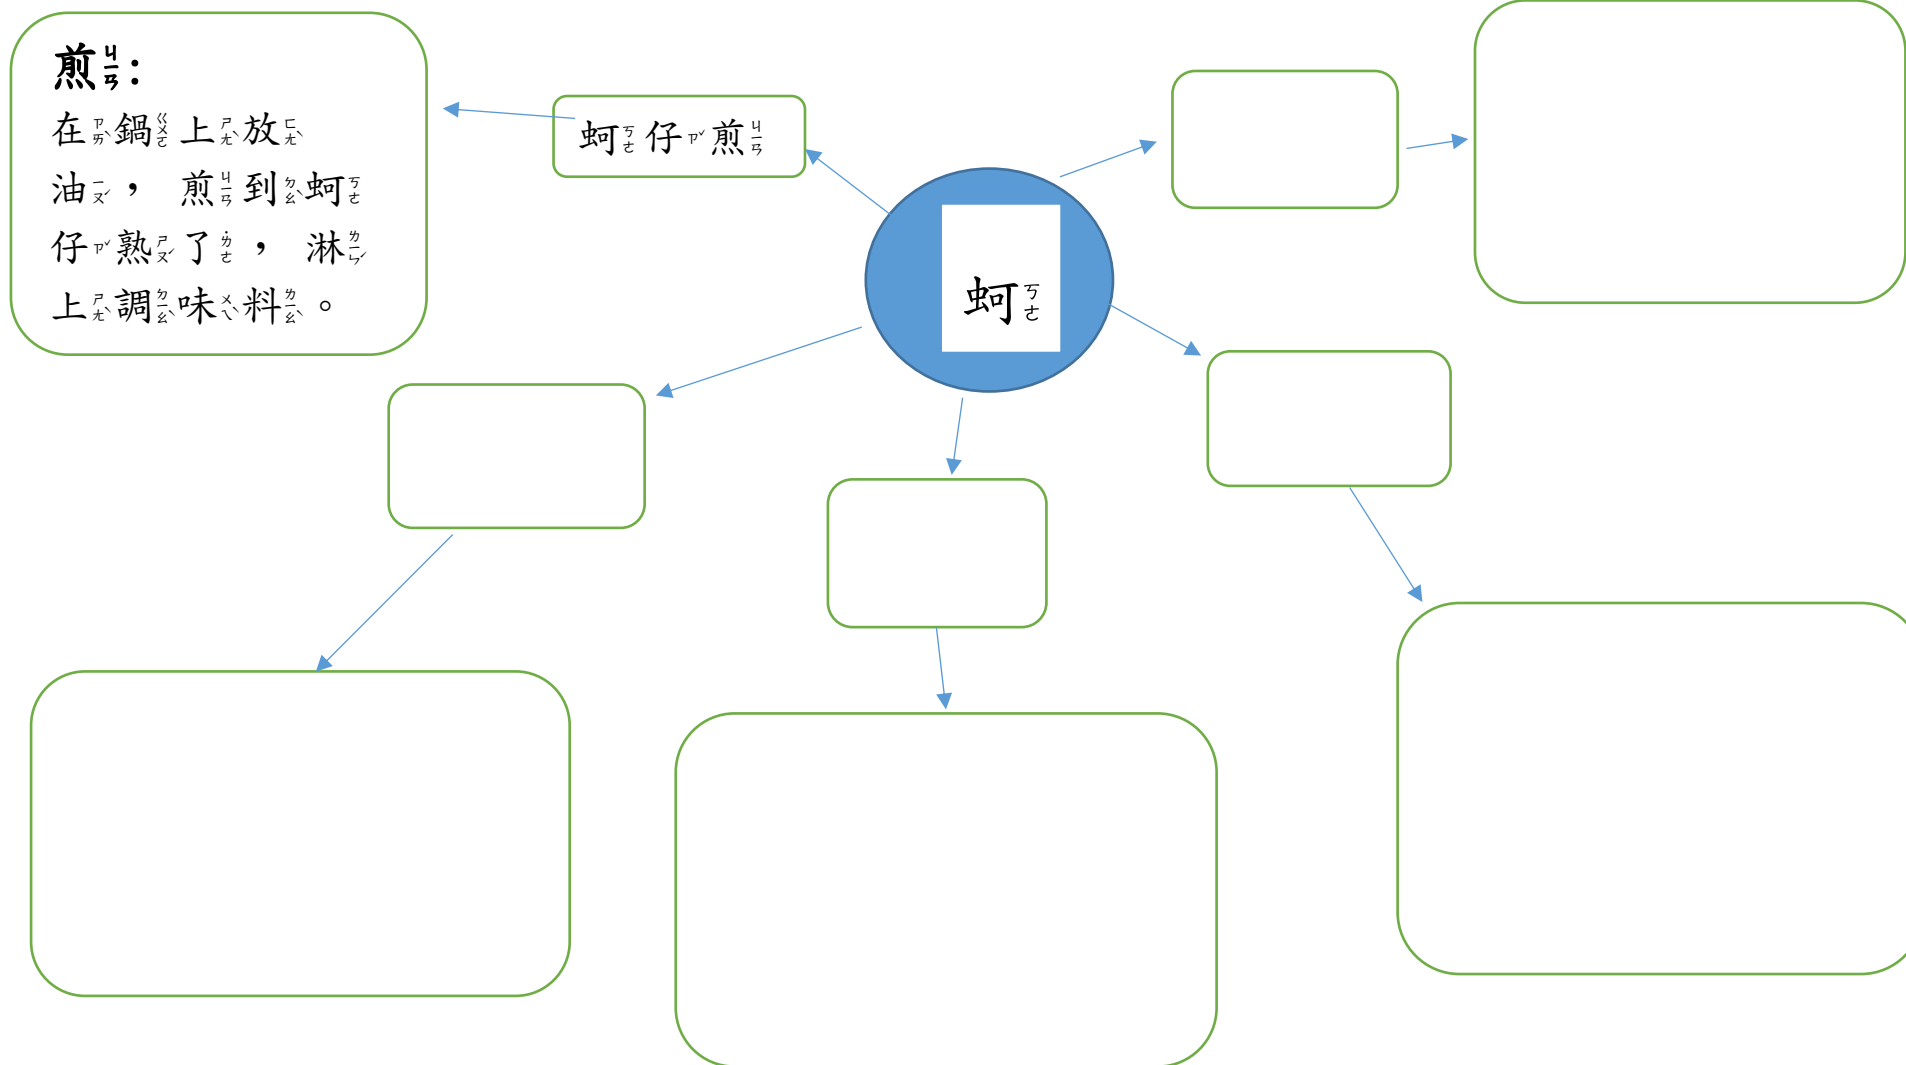 煎ㄐㄧㄢ：
在ㄗㄞˋ鍋ㄍㄨㄛ上ㄕㄤˋ放ㄈㄤˋ
油ㄧㄡˊ， 煎ㄐㄧㄢ到ㄉㄠˋ蚵ㄎㄜ
仔ㄗˇ熟ㄕㄡˊ了˙ㄌㄜ， 淋ㄌㄧㄣˊ
上ㄕㄤˋ調ㄉㄧㄠˋ味ㄨㄟˋ料ㄌㄧㄠˋ。
蚵ㄎㄜ仔ㄗˇ煎ㄐㄧㄢ
蚵ㄎㄜ